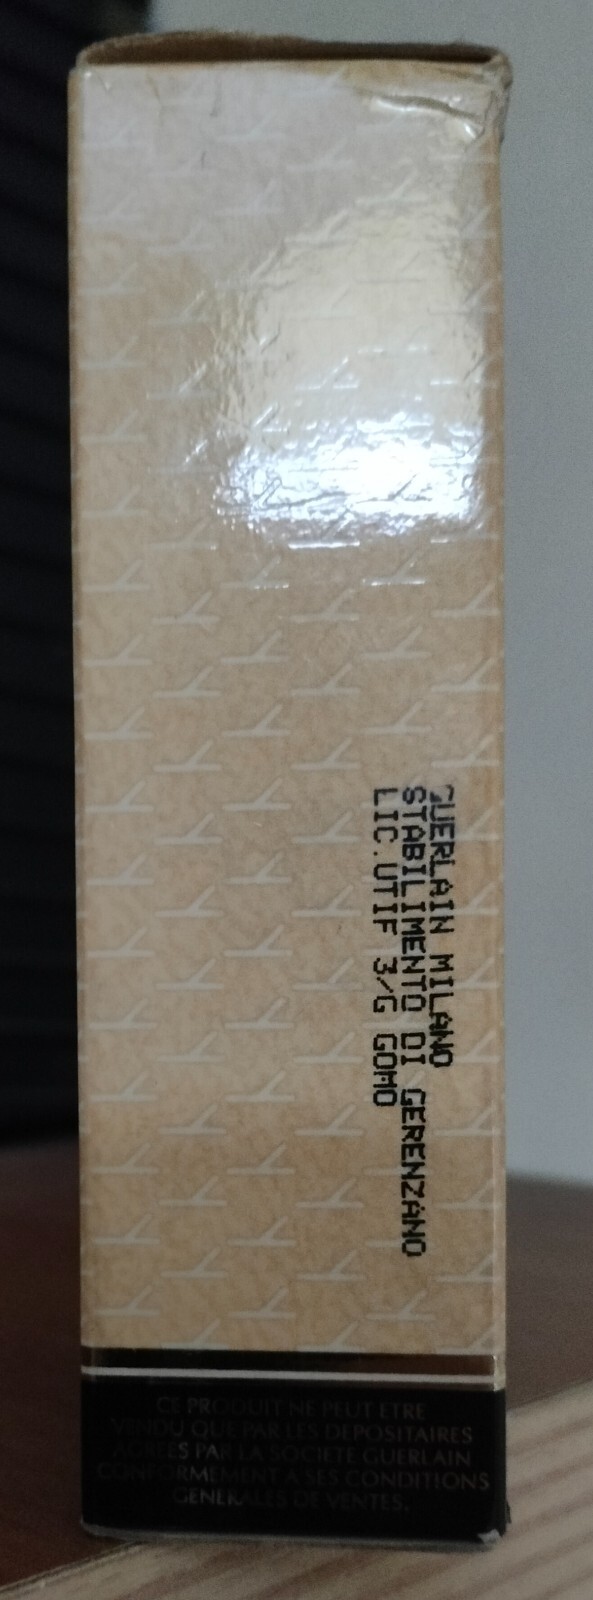 GUERLAIN MILANO
STABILIMENTO DI GERENZANO
LIC.UTIF 3/G GOMO
CE PRODUIT NE PEUT ETRE
VENDU QUE PAR LES DEPOSITAIRES
AGREES PAR LA SOCIETE GUERLAIN
CONFORMEMENT A SES CONDITIONS
GENERALES DE VENTES.